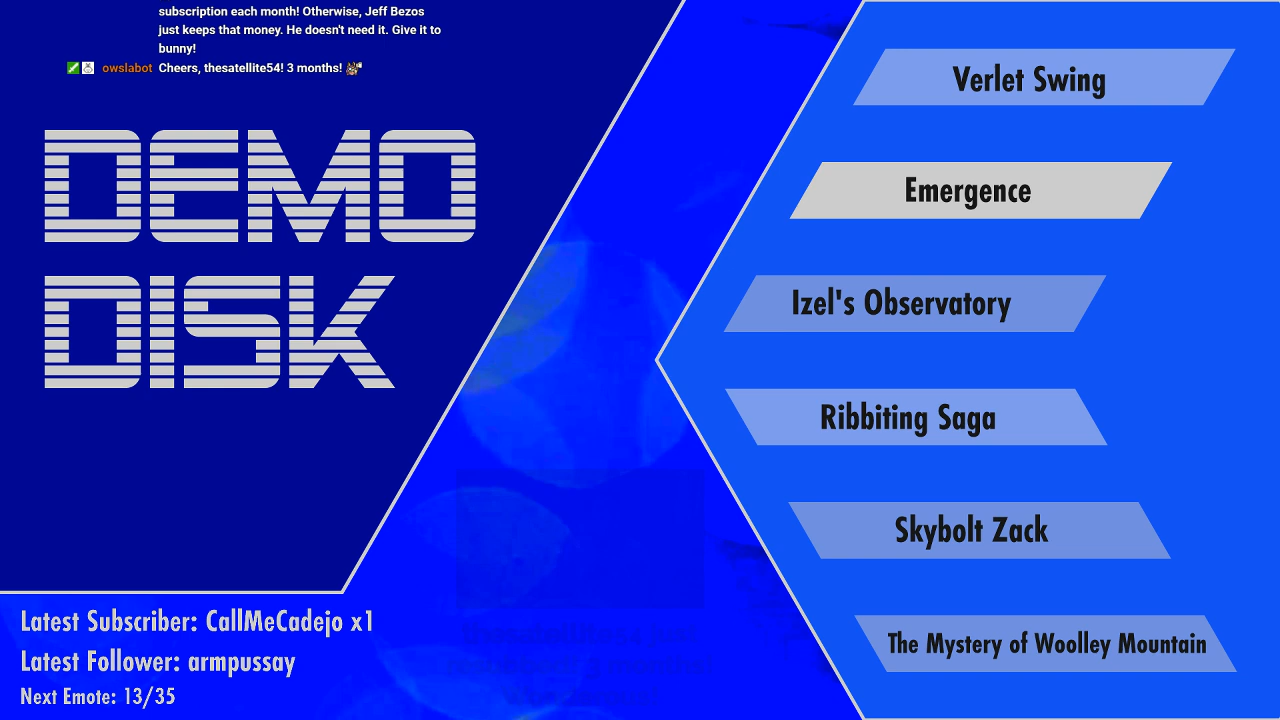 subscription each month! Otherwise, Jeff Bezos
just keeps that money. He doesn't need it. Give it to
bunny!
owslabot Cheers, thesatellite54! 3 months!
DEMO
DISK
Verlet Swing
Emergence
Izel's Observatory
Ribbiting Saga
Skybolt Zack
The Mystery of Woolley Mountain
Latest Subscriber: CallMeCadejo x1
Latest Follower: armpussay
Next Emote: 13/35